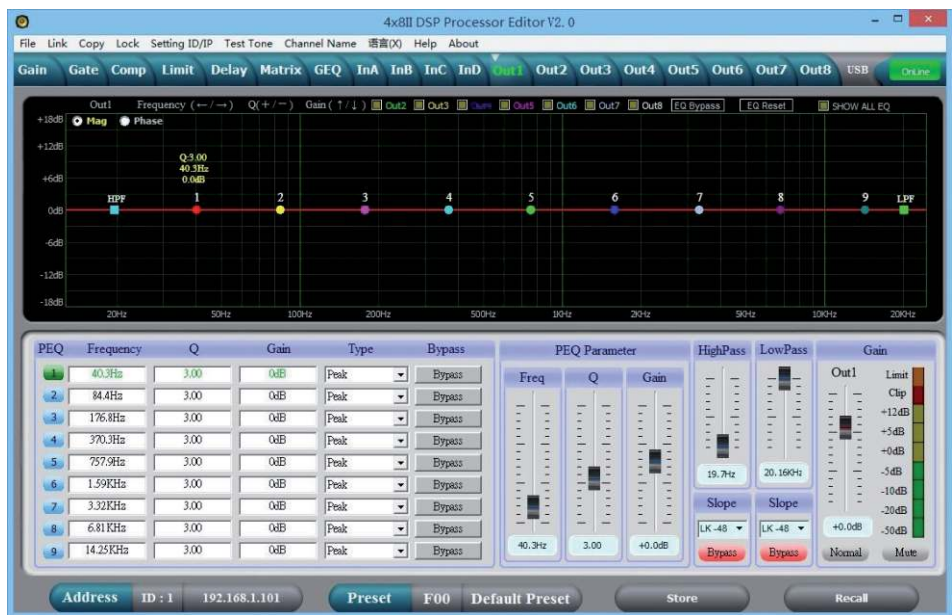 4x8II DSP Processor Editor V2. 0
File Link Copy Lock Setting ID/IP Test Tone Channel Name 语言(X) Help About
Gain Gate Comp Limit Delay Matrix GEQ InA InB InC InD Out1 Out2 Out3 Out4 Out5 Out6 Out7 Out8 USB OnLine
Out1 Frequency (←/→) Q(+/−) Gain (↑/↓) Out2 Out3 Out4 Out5 Out6 Out7 Out8 EQ Bypass EQ Reset SHOW ALL EQ
+18dB Mag Phase
+12dB
Q:3.00
40.3Hz
+6dB 0.0dB
HPF 1 2 3 4 5 6 7 8 9 LPF
0dB
-6dB
-12dB
-18dB
20Hz 50Hz 100Hz 200Hz 500Hz 1KHz 2KHz 5KHz 10KHz 20KHz
PEQ Frequency Q Gain Type Bypass PEQ Parameter HighPass LowPass Gain
1 40.3Hz 3.00 0dB Peak Bypass
2 84.4Hz 3.00 0dB Peak Bypass
3 176.8Hz 3.00 0dB Peak Bypass
4 370.3Hz 3.00 0dB Peak Bypass
5 757.9Hz 3.00 0dB Peak Bypass
6 1.59KHz 3.00 0dB Peak Bypass
7 3.32KHz 3.00 0dB Peak Bypass
8 6.81KHz 3.00 0dB Peak Bypass
9 14.25KHz 3.00 0dB Peak Bypass
Freq Q Gain
40.3Hz 3.00 +0.0dB
19.7Hz 20.16KHz
Slope Slope
LK -48 LK -48
Bypass Bypass
Out1 Limit
Clip
+12dB
+5dB
+0dB
-5dB
-10dB
-20dB
+0.0dB -50dB
Normal Mute
Address ID : 1 192.168.1.101 Preset F00 Default Preset Store Recall